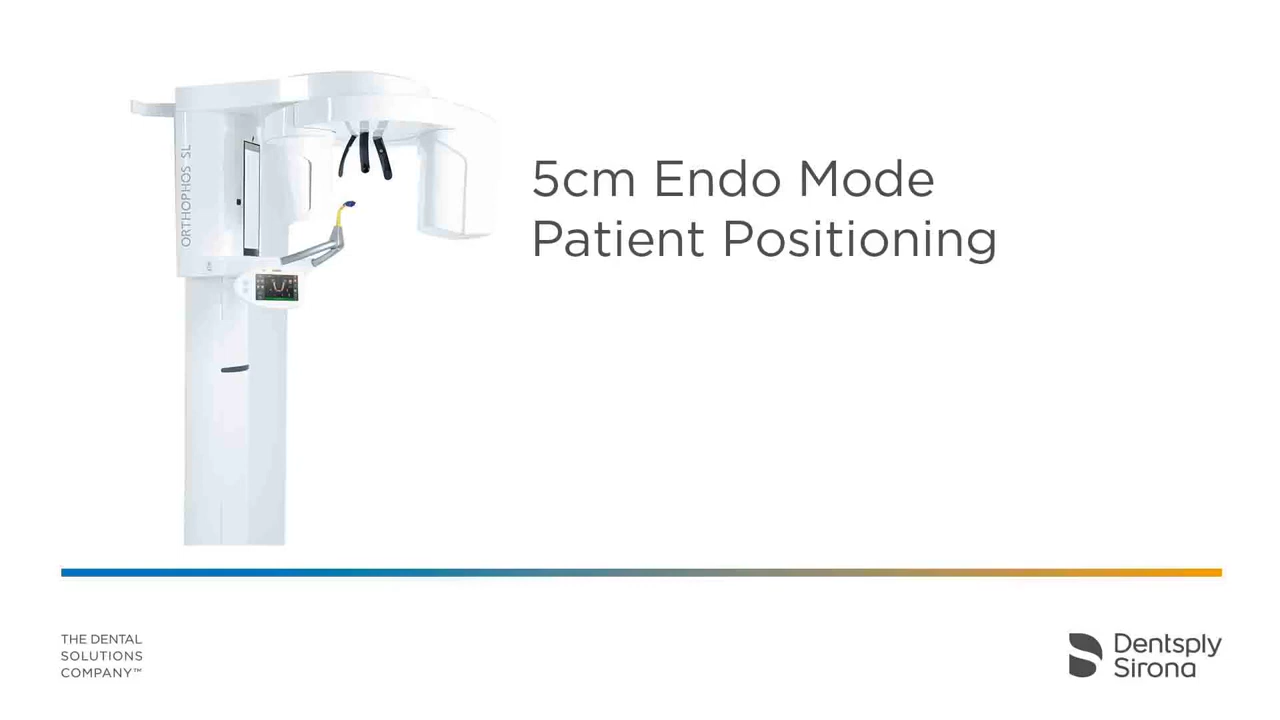 ORTHOPHOS SL
5cm Endo Mode
Patient Positioning
THE DENTAL
SOLUTIONS
COMPANY™
Dentsply
Sirona